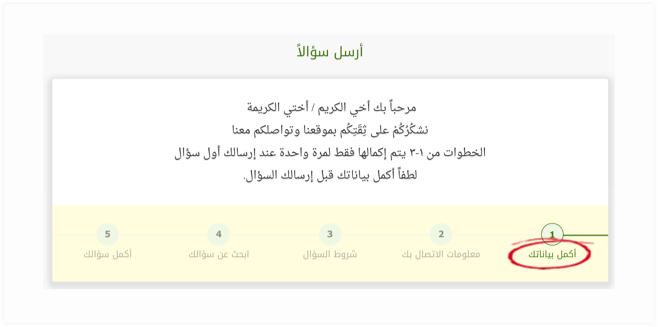 أرسل سؤالاً
مرحباً بك أخي الكريم / أختي الكريمة
نشكُرُكُمْ على ثِقَتِكُم بموقعنا وتواصلكم معنا
الخطوات من ١-٣ يتم إكمالها فقط لمرة واحدة عند إرسالك أول سؤال
لطفاً أكمل بياناتك قبل إرسالك السؤال.
1 2 3 4 5
أكمل بياناتك معلومات الاتصال بك شروط السؤال ابحث عن سؤالك أكمل سؤالك